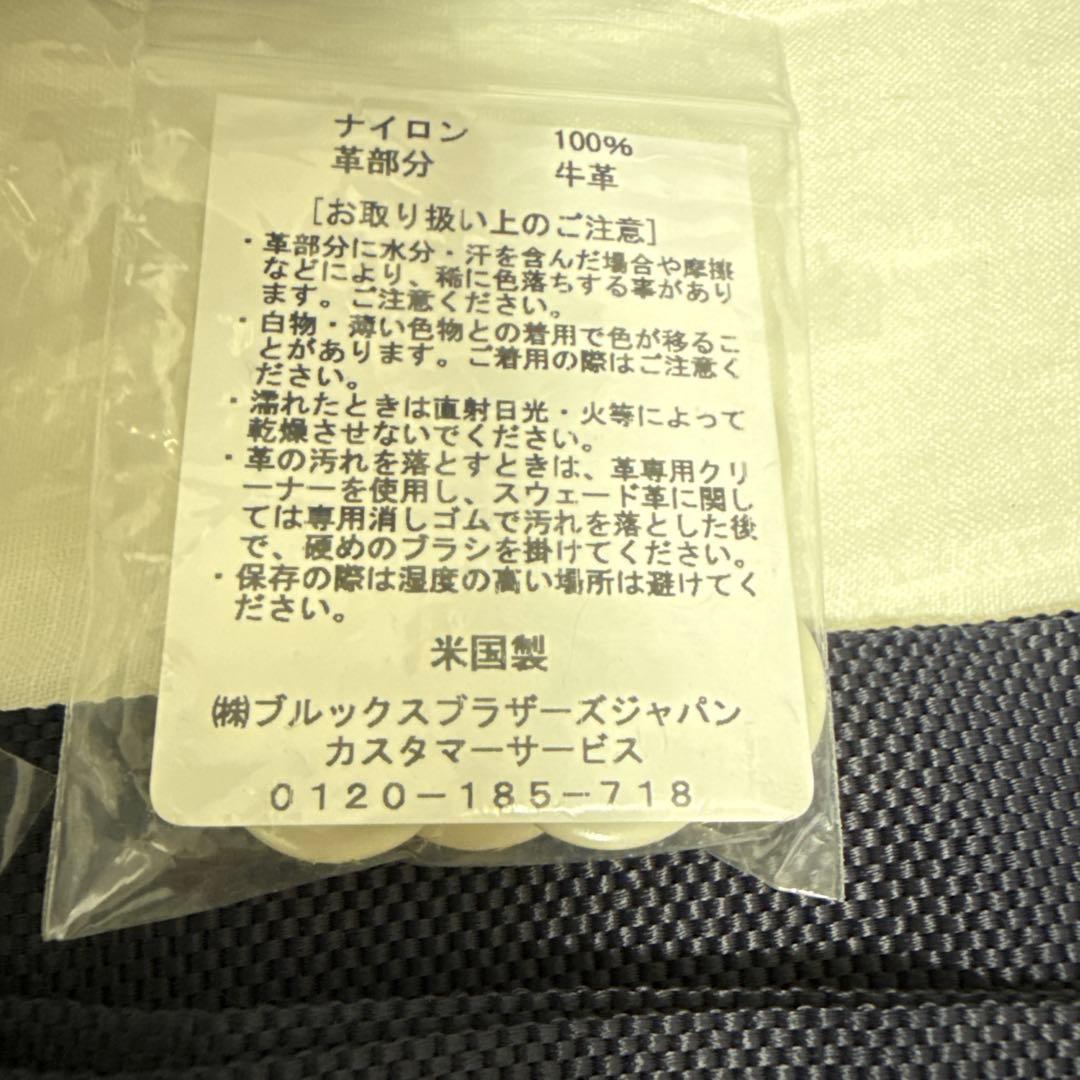 ナイロン 100%
革部分 牛革
[お取り扱い上のご注意]
・革部分に水分・汗を含んだ場合や摩擦
などにより、稀に色落ちする事があり
ます。ご注意ください。
・白物・薄い色物との着用で色が移るこ
とがあります。ご着用の際はご注意く
ださい。
・濡れたときは直射日光・火等によって
乾燥させないでください。
・革の汚れを落とすときは、革専用クリ
ーナーを使用し、スウェード革に関し
ては専用消しゴムで汚れを落とした後
で、硬めのブラシを掛けてください。
・保存の際は湿度の高い場所は避けてく
ださい。
米国製
㈱ブルックスブラザーズジャパン
カスタマーサービス
0120-185-718